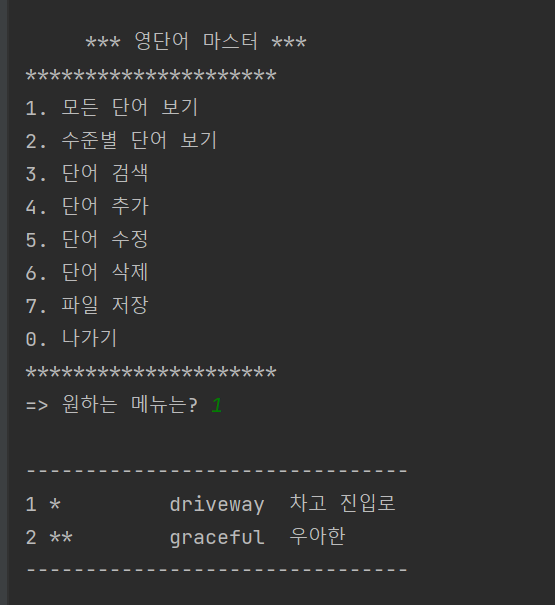 *** 영단어 마스터 ***
*********************
1. 모든 단어 보기
2. 수준별 단어 보기
3. 단어 검색
4. 단어 추가
5. 단어 수정
6. 단어 삭제
7. 파일 저장
0. 나가기
*********************
=> 원하는 메뉴는? 1
--------------------------------
1 * driveway 차고 진입로
2 ** graceful 우아한
--------------------------------